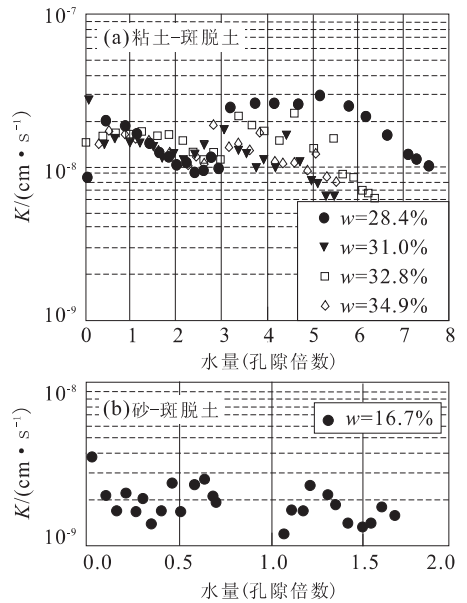 10⁻⁷
(a)粘土-斑脱土
K/(cm·s⁻¹)
10⁻⁸
w=28.4%
w=31.0%
w=32.8%
w=34.9%
10⁻⁹
0 1 2 3 4 5 6 7 8
水量(孔隙倍数)
10⁻⁸
(b)砂-斑脱土
w=16.7%
K/(cm·s⁻¹)
10⁻⁹
0.0 0.5 1.0 1.5 2.0
水量(孔隙倍数)